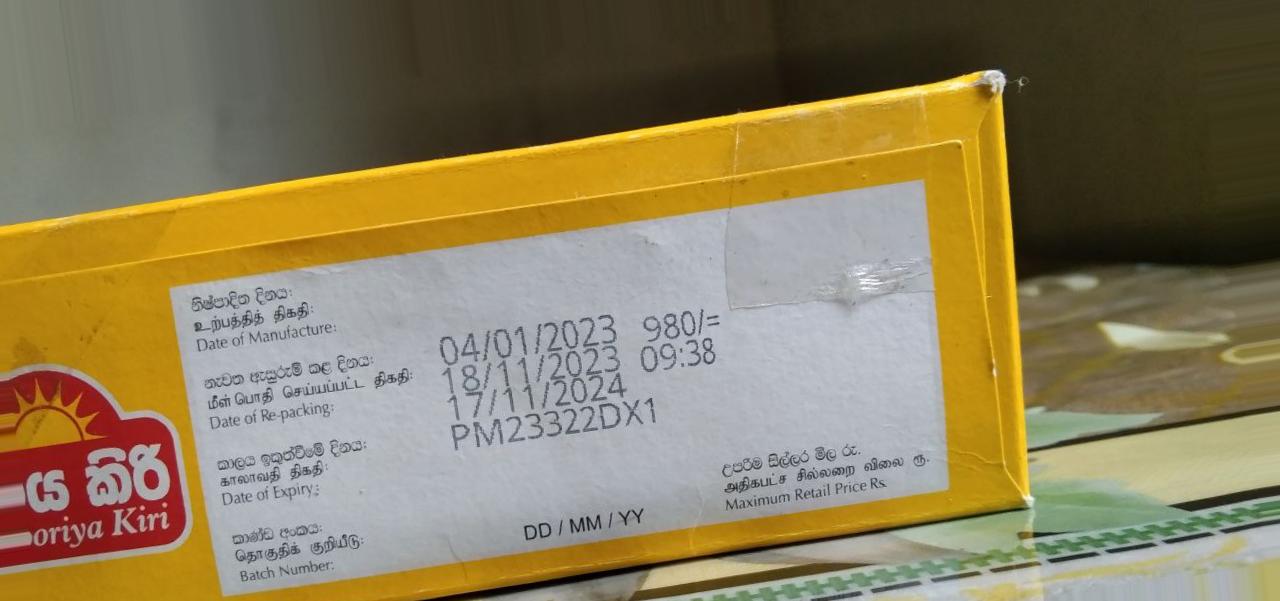 නිෂ්පාදිත දිනය:
உற்பத்தித் திகதி:
Date of Manufacture:
නැවත ඇසුරුම් කළ දිනය:
மீள் பொதி செய்யப்பட்ட திகதி:
Date of Re-packing:
කාලය ඉකුත්වීමේ දිනය:
காலாவதி திகதி:
Date of Expiry:
කාණ්ඩ අංකය:
தொகுதிக் குறியீடு:
Batch Number:
04/01/2023 980/=
18/11/2023 09:38
17/11/2024
PM23322DX1
DD / MM / YY
උපරිම සිල්ලර මිල රු.
அதிகபட்ச சில்லறை விலை ரூ.
Maximum Retail Price Rs.
ය කිරි
oriya Kiri